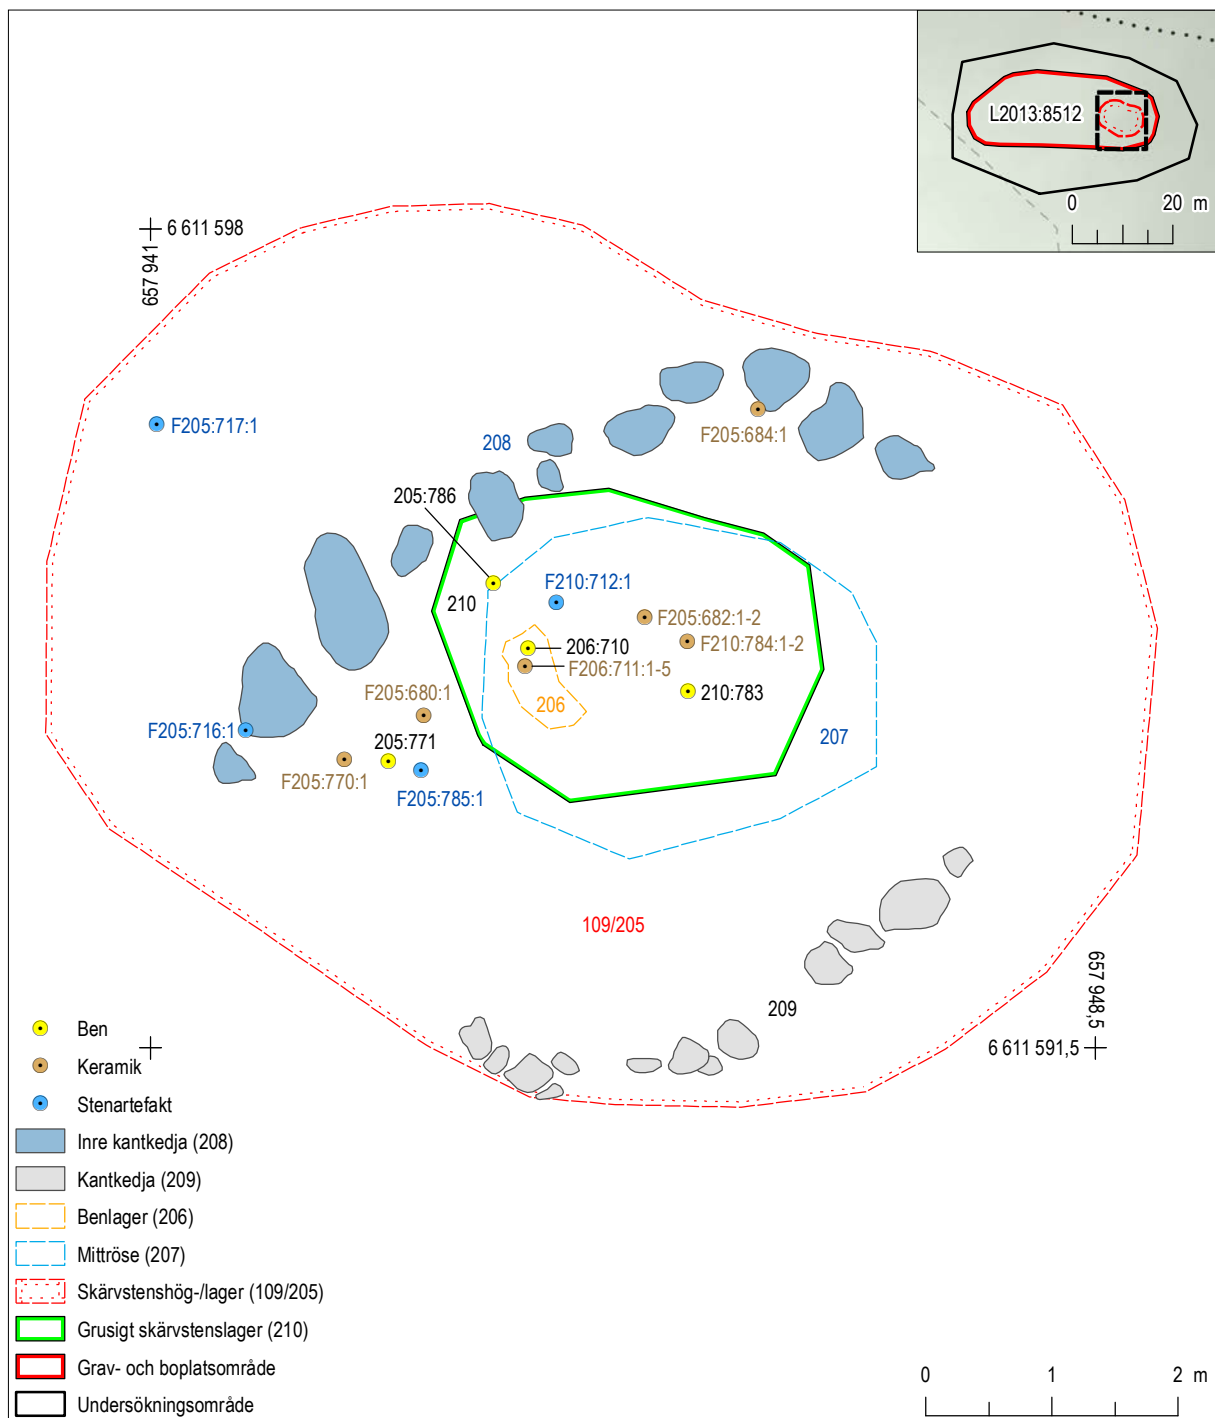 L2013:8512
0 20 m
6 611 598
657 941
F205:717:1
F205:684:1
208
205:786
F210:712:1
210
F205:682:1-2
206:710
F210:784:1-2
F206:711:1-5
F205:680:1
210:783
206
F205:716:1
205:771
207
F205:770:1
F205:785:1
109/205
657 948,5
209
6 611 591,5
Ben
Keramik
Stenartefakt
Inre kantkedja (208)
Kantkedja (209)
Benlager (206)
Mittröse (207)
Skärvstenshög-/lager (109/205)
Grusigt skärvstenslager (210)
Grav- och boplatsområde
Undersökningsområde
0 1 2 m